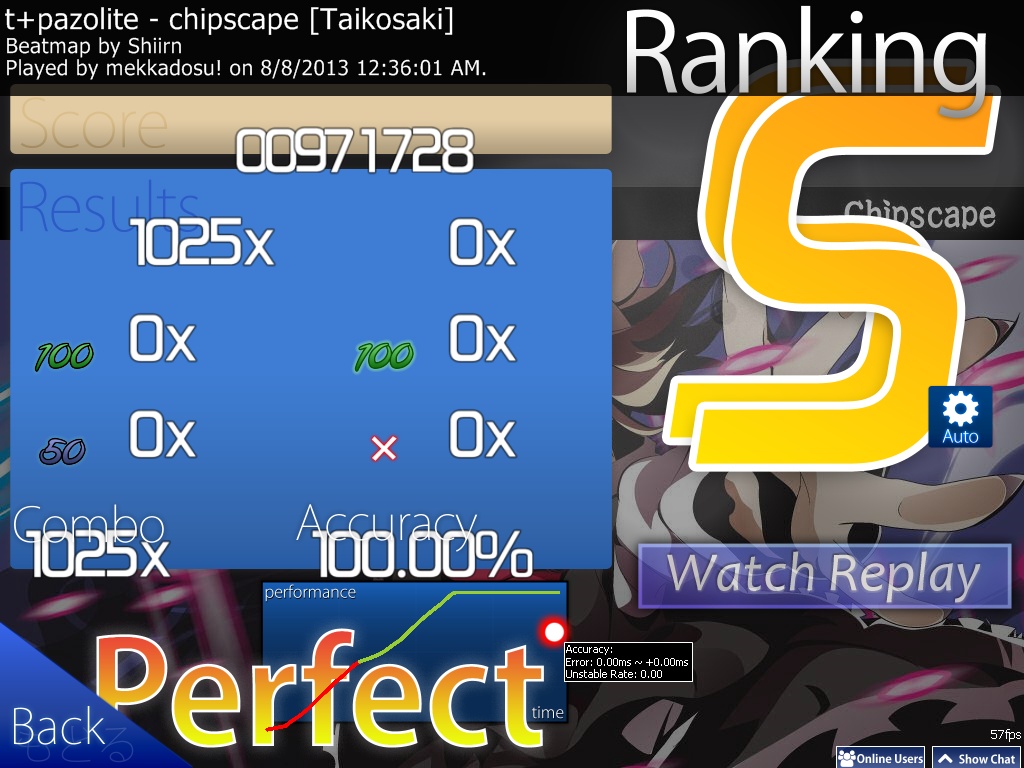 t+pazolite - chipscape [Taikosaki]
Beatmap by Shiirn
Played by mekkadosu! on 8/8/2013 12:36:01 AM.
Ranking
Score
00971728
S
Results
Chipscape
1025x
0x
100
0x
100
0x
50
0x
0x
Auto
Combo
Accuracy
1025x
100.00%
Watch Replay
performance
Perfect
Accuracy:
Error: 0.00ms ~ +0.00ms
Unstable Rate: 0.00
time
Back
57fps
Online Users
Show Chat